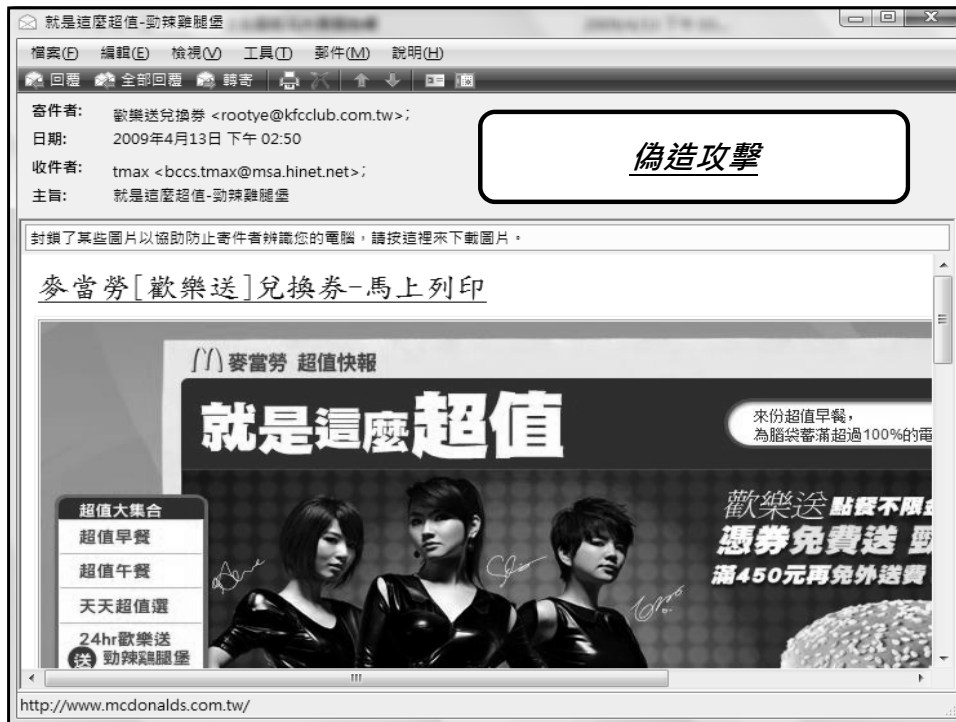 就是這麼超值-勁辣雞腿堡
檔案(F) 編輯(E) 檢視(V) 工具(T) 郵件(M) 說明(H)
回覆 全部回覆 轉寄
寄件者: 歡樂送兌換券 <rootye@kfcclub.com.tw>;
日期: 2009年4月13日 下午 02:50
收件者: tmax <bccs.tmax@msa.hinet.net>;
主旨: 就是這麼超值-勁辣雞腿堡
偽造攻擊
封鎖了某些圖片以協助防止寄件者辨識您的電腦，請按這裡來下載圖片。
麥當勞[歡樂送]兌換券-馬上列印
麥當勞 超值快報
就是這麼超值
來份超值早餐，
為腦袋蓄滿超過100%的電
超值大集合
超值早餐
超值午餐
天天超值選
24hr歡樂送
送 勁辣鷄腿堡
歡樂送 點餐不限
憑券免費送 勁
滿450元再免外送費
http://www.mcdonalds.com.tw/